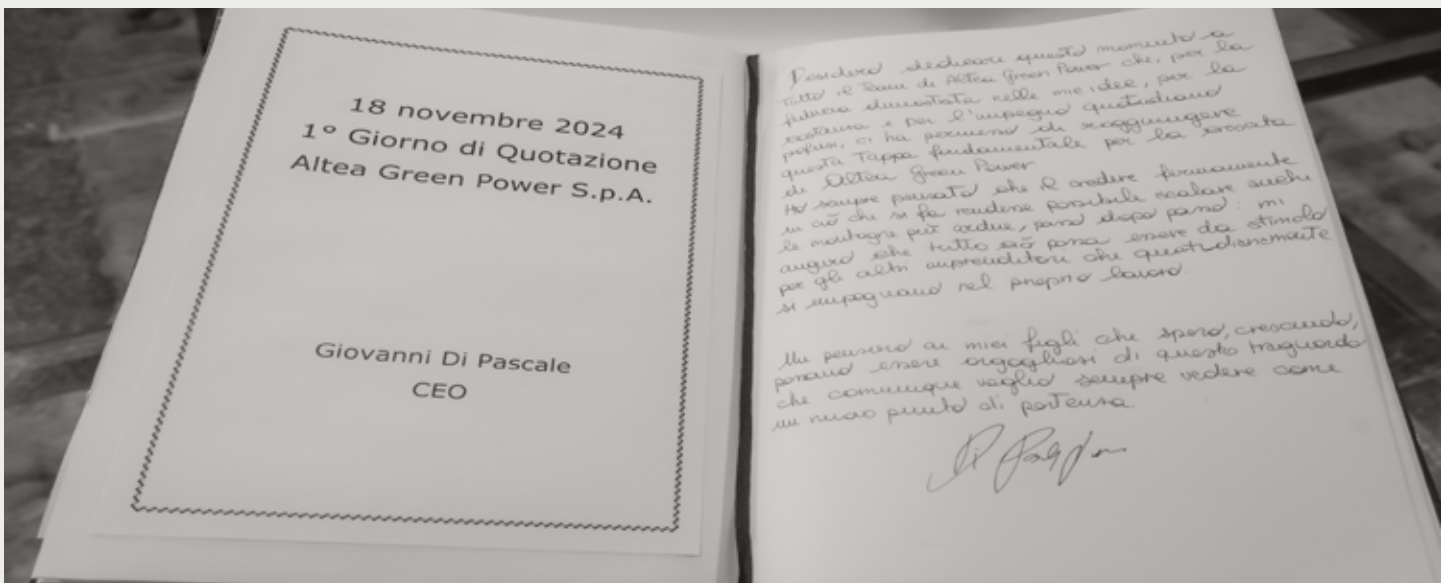 18 novembre 2024
1° Giorno di Quotazione
Altea Green Power S.p.A.
Giovanni Di Pascale
CEO
Desidero dedicare questo momento a
tutto il Team di Altea Green Power che, per la
fiducia dimostrata nelle mie idee, per la
costanza e per l'impegno quotidiano
profuso, ci ha permesso di raggiungere
questa Tappa fondamentale per la crescita
di Altea Green Power.
Ho sempre pensato che il credere fermamente
in ciò che si fa rendesse possibile scalare anche
le montagne più ardue, passo dopo passo: mi
auguro che tutto ciò possa essere da stimolo
per gli altri imprenditori che quotidianamente
si impegnano nel proprio lavoro.
Un pensiero ai miei figli che spero, crescendo,
possano essere orgogliosi di questo traguardo
che comunque voglio sempre vedere come
un nuovo punto di partenza.